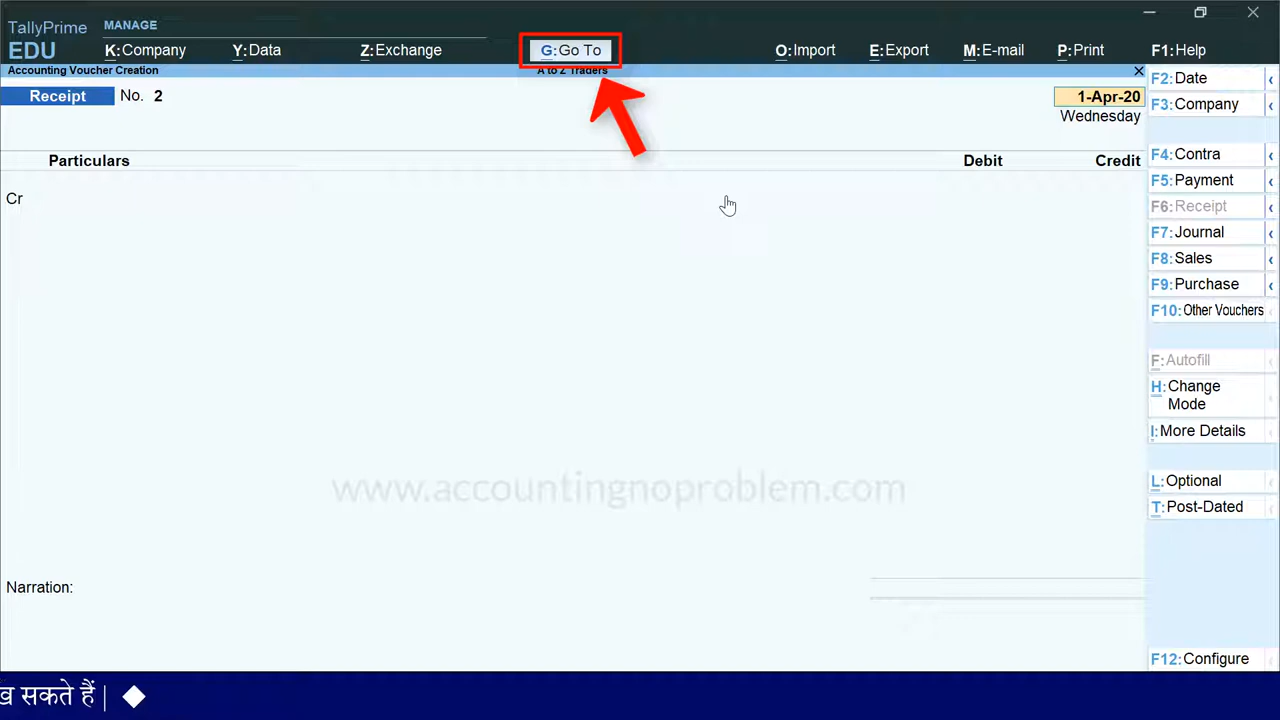 TallyPrime
EDU
MANAGE
K:Company Y:Data Z:Exchange G:Go To O:Import E:Export M:E-mail P:Print F1:Help
Accounting Voucher Creation A to Z Traders
Receipt No. 2 1-Apr-20
Wednesday
Particulars Debit Credit
Cr
www.accountingnoproblem.com
Narration:
F2:Date
F3:Company
F4:Contra
F5:Payment
F6:Receipt
F7:Journal
F8:Sales
F9:Purchase
F10:Other Vouchers
F:Autofill
H:Change
Mode
I:More Details
L:Optional
T:Post-Dated
F12:Configure
सकते हैं|